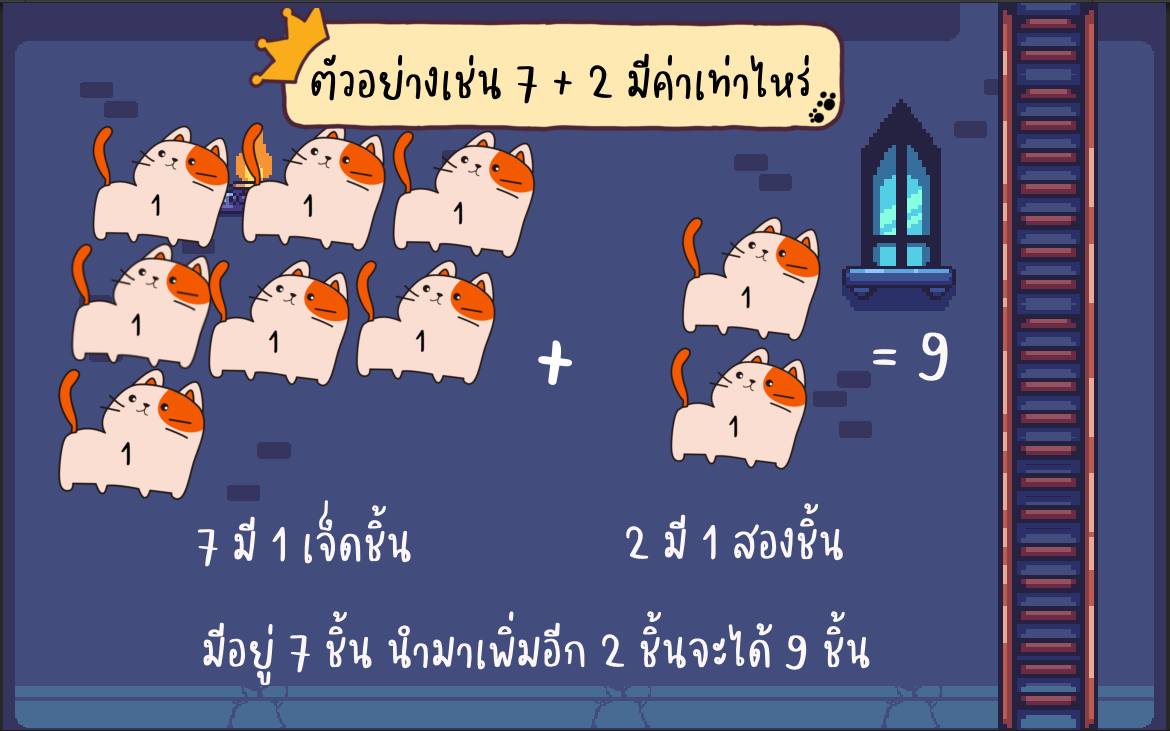 ตัวอย่างเช่น 7 + 2 มีค่าเท่าไหร่
1 1 1
1 1 1
1
+
1
1
= 9
7 มี 1 เจ็ดชิ้น
2 มี 1 สองชิ้น
มีอยู่ 7 ชิ้น นำมาเพิ่มอีก 2 ชิ้นจะได้ 9 ชิ้น